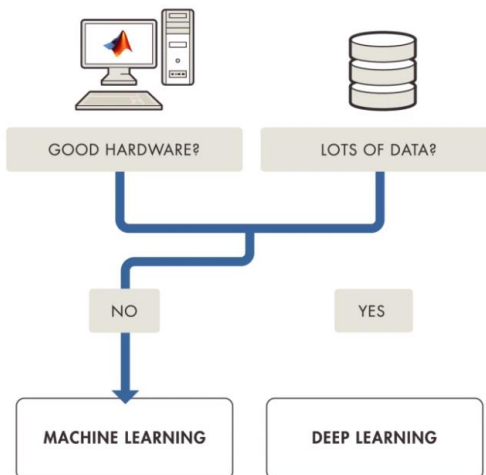 GOOD HARDWARE?
LOTS OF DATA?
NO
YES
MACHINE LEARNING
DEEP LEARNING